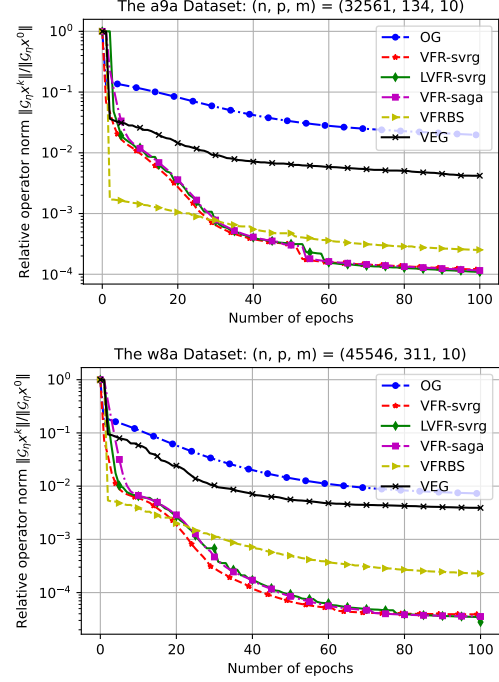 The a9a Dataset: (n, p, m) = (32561, 134, 10)
Relative operator norm ‖𝒢ηx^k‖/‖𝒢ηx^0‖
10^0
10^−1
10^−2
10^−3
10^−4
OG
VFR-svrg
LVFR-svrg
VFR-saga
VFRBS
VEG
0 20 40 60 80 100
Number of epochs
The w8a Dataset: (n, p, m) = (45546, 311, 10)
Relative operator norm ‖𝒢ηx^k‖/‖𝒢ηx^0‖
10^0
10^−1
10^−2
10^−3
10^−4
OG
VFR-svrg
LVFR-svrg
VFR-saga
VFRBS
VEG
0 20 40 60 80 100
Number of epochs